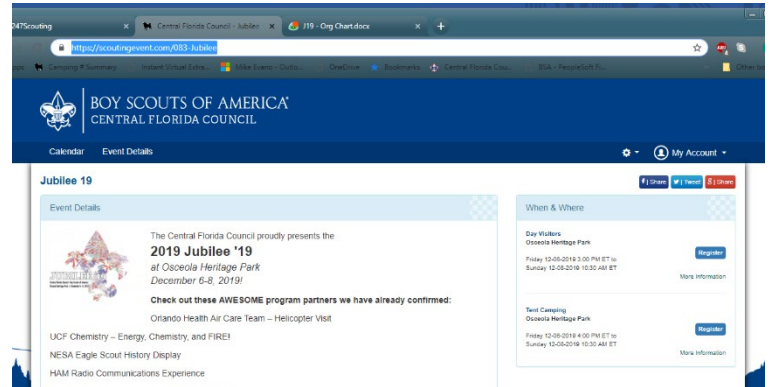 247Scouting
Central Florida Council - Jubilee
J19 - Org Chart.docx
https://scoutingevent.com/083-Jubilee
Camping # Summary
Instant Virtual Extra...
Mike Evans - Outlo...
OneDrive
Bookmarks
Central Florida Cou...
BSA - PeopleSoft Fi...
BOY SCOUTS OF AMERICA
CENTRAL FLORIDA COUNCIL
Calendar Event Details
My Account
Jubilee 19
f | Share | Tweet 8 | Share
Event Details
The Central Florida Council proudly presents the
2019 Jubilee '19
at Osceola Heritage Park
December 6-8, 2019!
Check out these AWESOME program partners we have already confirmed:
Orlando Health Air Care Team – Helicopter Visit
UCF Chemistry – Energy, Chemistry, and FIRE!
NESA Eagle Scout History Display
HAM Radio Communications Experience
When & Where
Day Visitors
Osceola Heritage Park
Friday 12-06-2019 3:00 PM ET to
Sunday 12-08-2019 10:30 AM ET
Register
More Information
Tent Camping
Osceola Heritage Park
Friday 12-06-2019 4:00 PM ET to
Sunday 12-08-2019 10:30 AM ET
Register
More Information